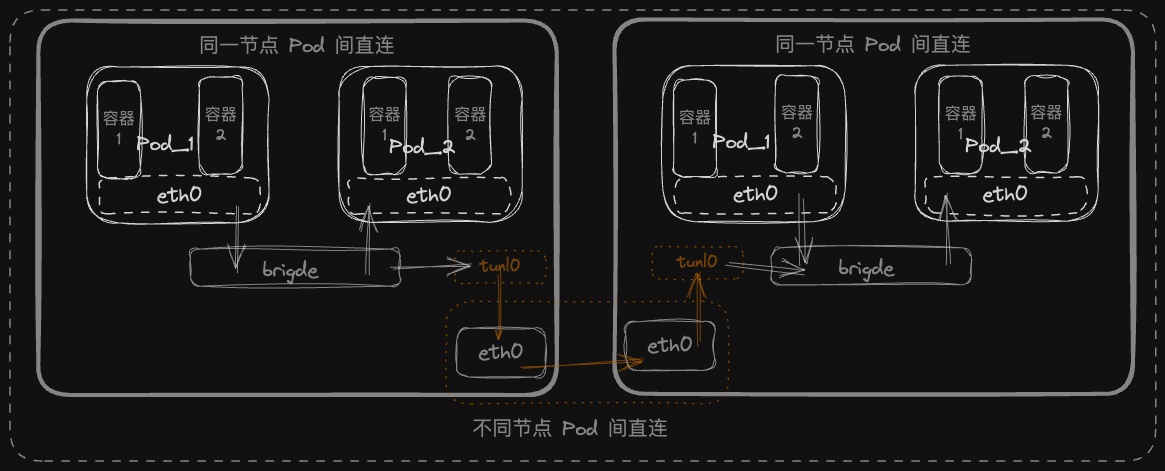 同一节点 Pod 间直连
容器
1
容器
2
Pod_1
eth0
容器
1
容器
2
Pod_2
eth0
brigde
tunl0
eth0
同一节点 Pod 间直连
容器
1
容器
2
Pod_1
eth0
容器
1
容器
2
Pod_2
eth0
tunl0
brigde
eth0
不同节点 Pod 间直连